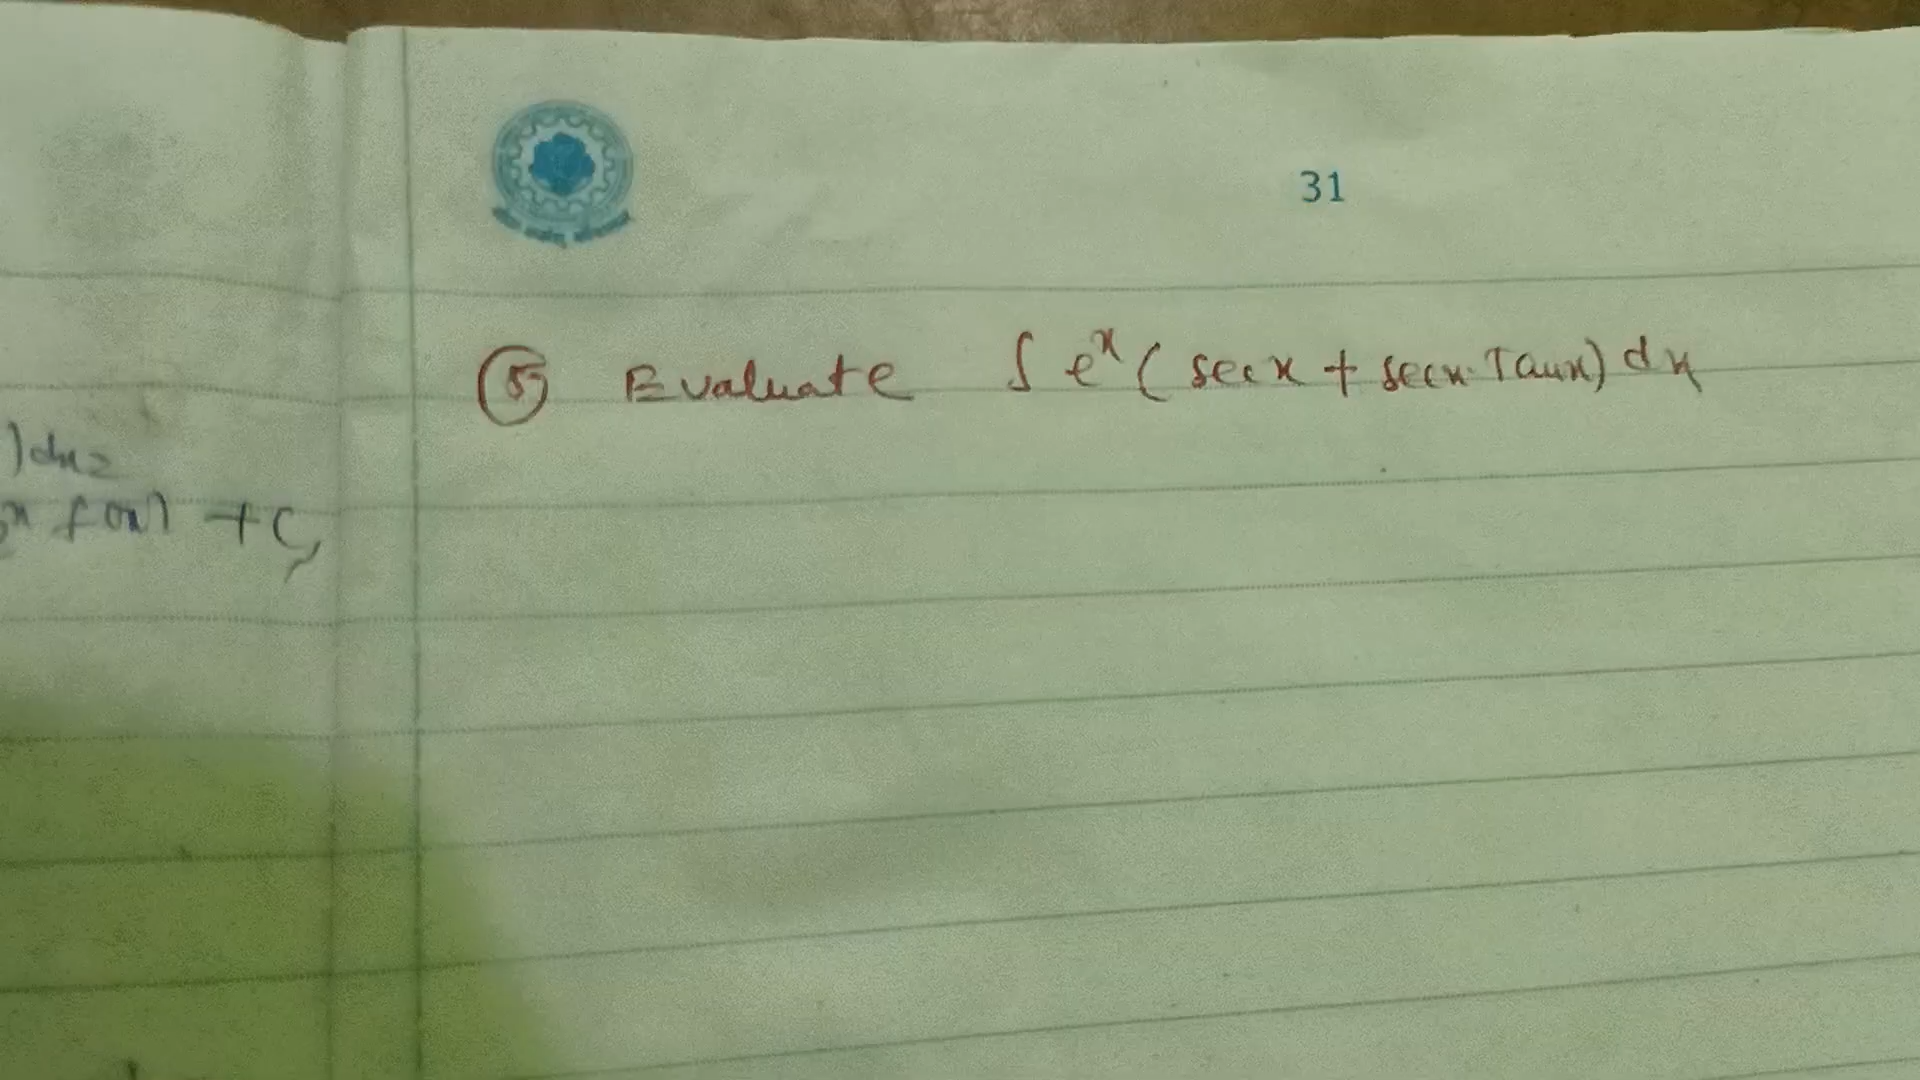 31
⑤ Evaluate ∫ eˣ ( secx + secx·Tanx) dx
) dx =
ˣ f(x) + C,